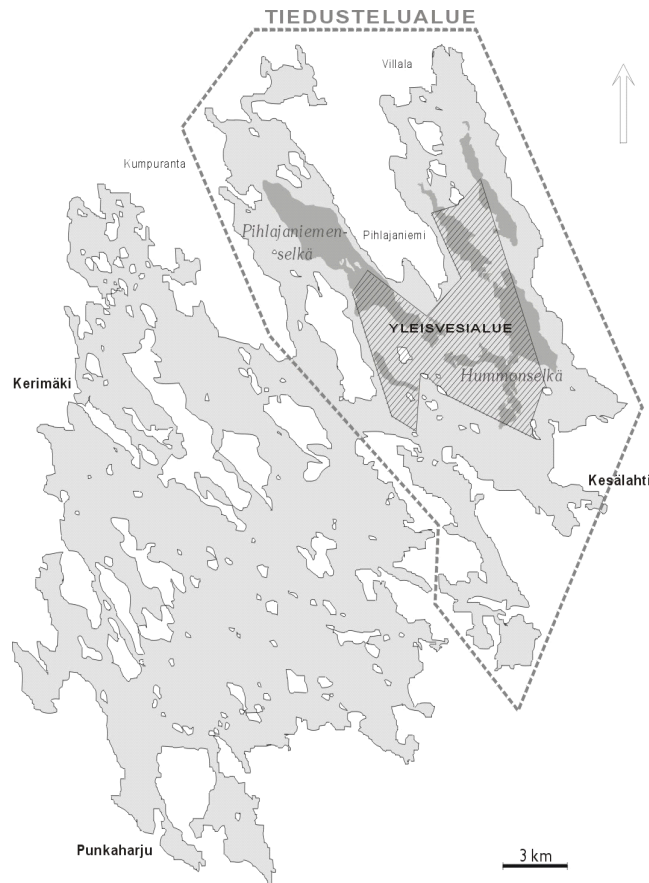 TIEDUSTELUALUE
Villala
Kumpuranta
Pihlajaniemen-
selkä
Pihlajaniemi
YLEISVESIALUE
Hummonselkä
Kerimäki
Kesälahti
Punkaharju
3 km